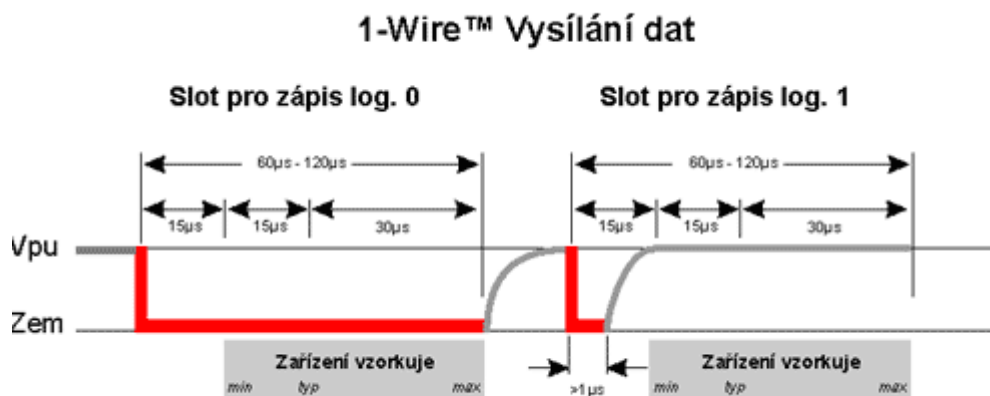 1-Wire™ Vysílání dat
Slot pro zápis log. 0
Slot pro zápis log. 1
60µs - 120µs
60µs - 120µs
15µs 15µs 30µs
15µs 15µs 30µs
Vpu
Zem
Zařízení vzorkuje
min typ max
>1µs
Zařízení vzorkuje
min typ max